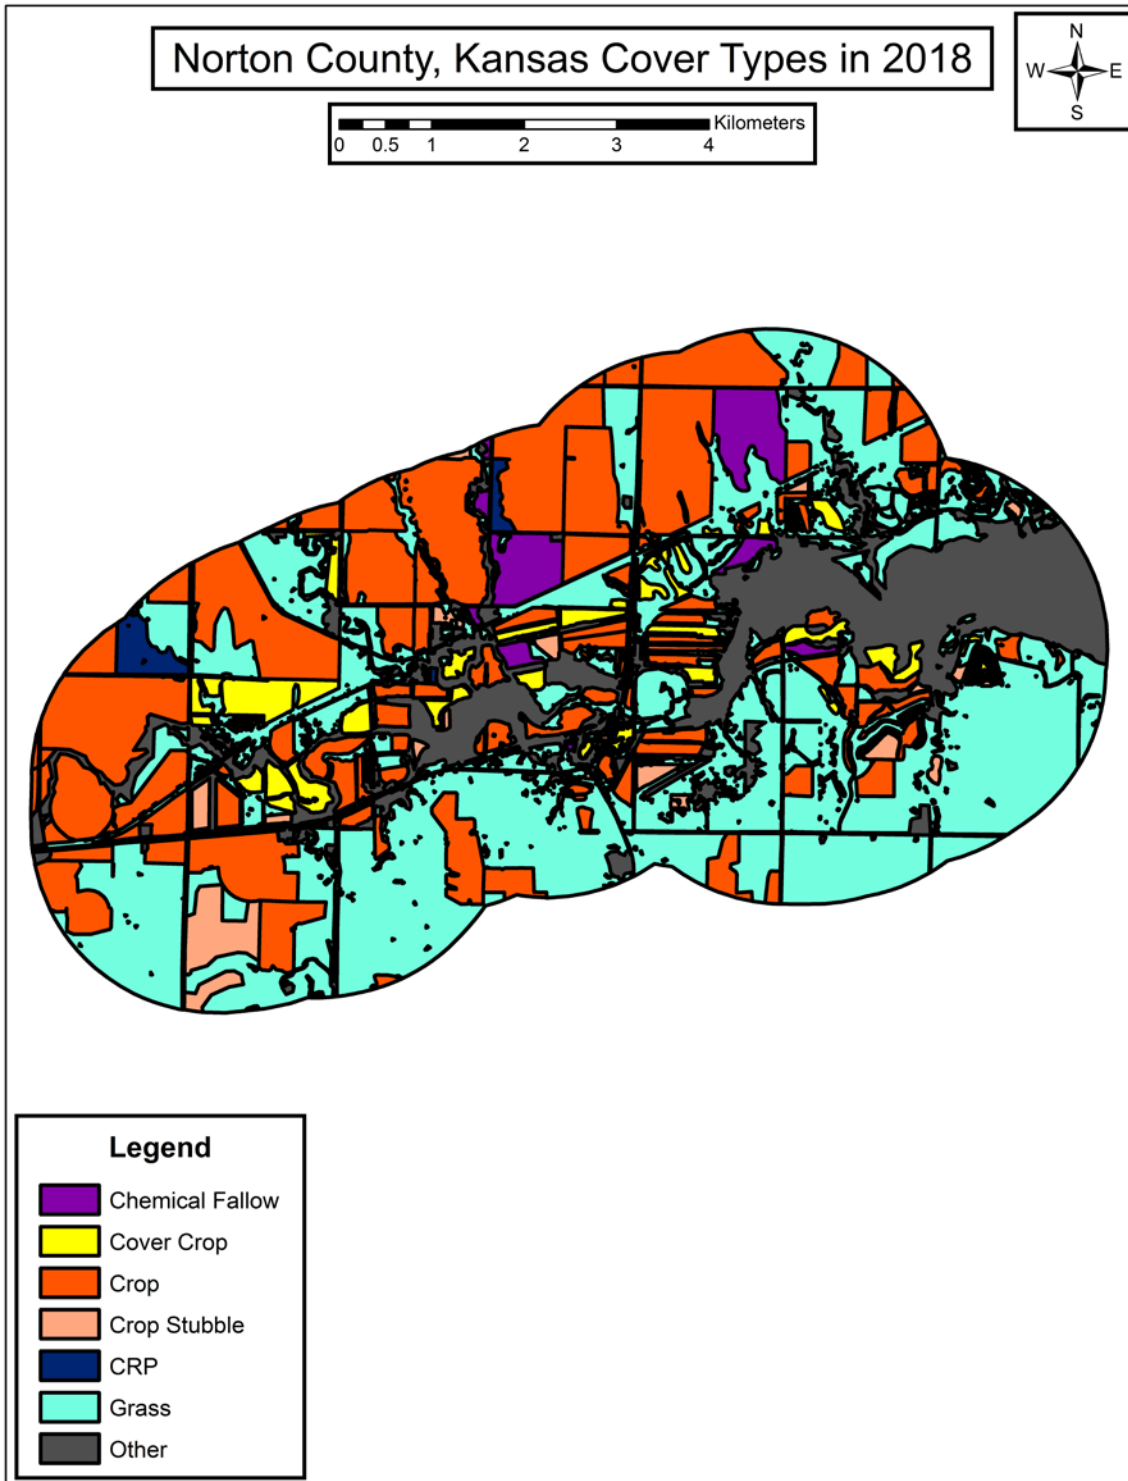 Norton County, Kansas Cover Types in 2018
N
W E
S
Kilometers
0 0.5 1 2 3 4
Legend
Chemical Fallow
Cover Crop
Crop
Crop Stubble
CRP
Grass
Other